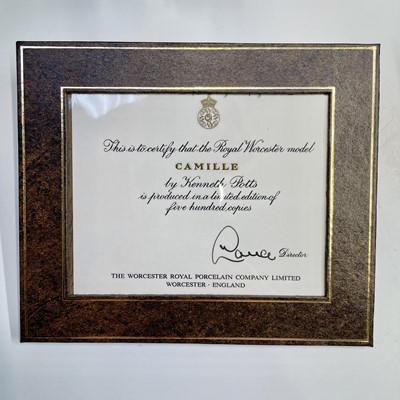 This is to certify that the Royal Worcester model
CAMILLE
by Kenneth Potts
is produced in a limited edition of
five hundred copies
Director
THE WORCESTER ROYAL PORCELAIN COMPANY LIMITED
WORCESTER · ENGLAND